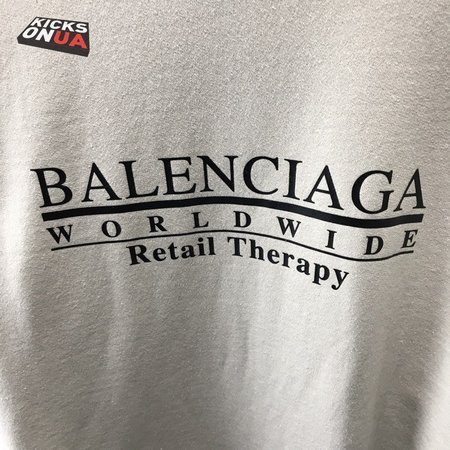 KICKS
ONUA
BALENCIAGA
WORLDWIDE
Retail Therapy